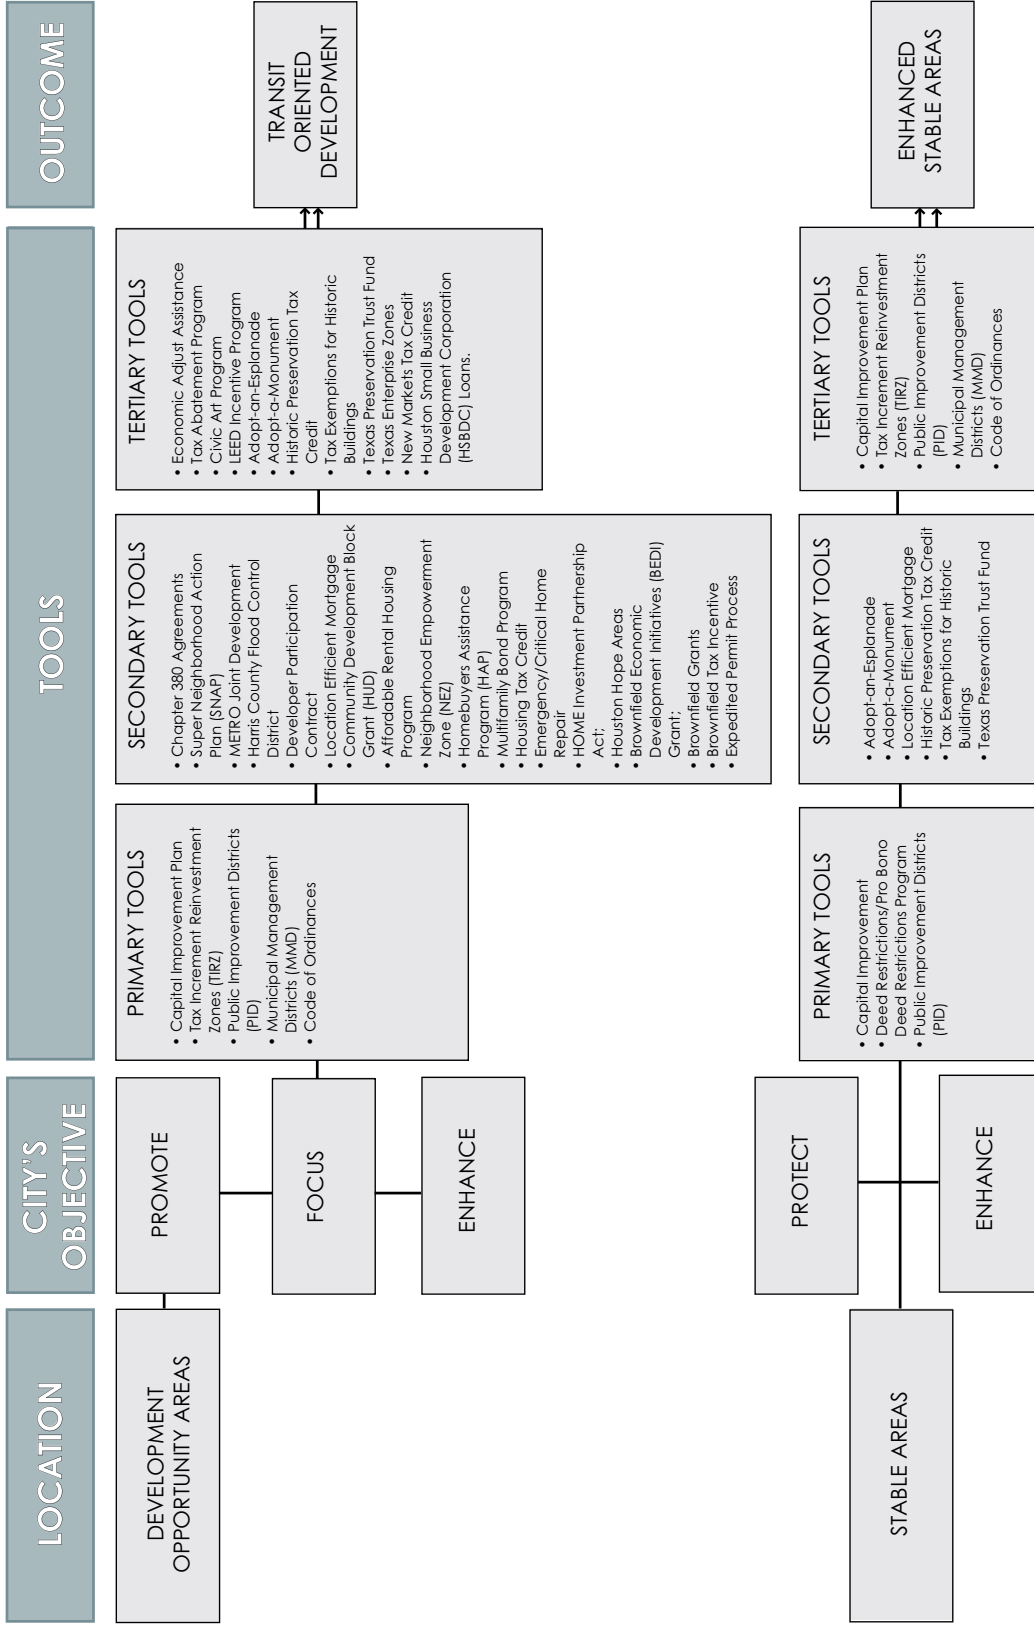 LOCATION
CITY'S
OBJECTIVE
TOOLS
OUTCOME
DEVELOPMENT
OPPORTUNITY AREAS
PROMOTE
FOCUS
ENHANCE
PRIMARY TOOLS
• Capital Improvement Plan
• Tax Increment Reinvestment
Zones (TIRZ)
• Public Improvement Districts
(PID)
• Municipal Management
Districts (MMD)
• Code of Ordinances
SECONDARY TOOLS
• Chapter 380 Agreements
• Super Neighborhood Action
Plan (SNAP)
• METRO Joint Development
• Harris County Flood Control
District
• Developer Participation
Contract
• Location Efficient Mortgage
• Community Development Block
Grant (HUD)
• Affordable Rental Housing
Program
• Neighborhood Empowerment
Zone (NEZ)
• Homebuyers Assistance
Program (HAP)
• Multifamily Bond Program
• Housing Tax Credit
• Emergency/Critical Home
Repair
• HOME Investment Partnership
Act;
• Houston Hope Areas
• Brownfield Economic
Development Initiatives (BEDI)
Grant;
• Brownfield Grants
• Brownfield Tax Incentive
• Expedited Permit Process
TERTIARY TOOLS
• Economic Adjust Assistance
• Tax Abatement Program
• Civic Art Program
• LEED Incentive Program
• Adopt-an-Esplanade
• Adopt-a-Monument
• Historic Preservation Tax
Credit
• Tax Exemptions for Historic
Buildings
• Texas Preservation Trust Fund
• Texas Enterprise Zones
• New Markets Tax Credit
• Houston Small Business
Development Corporation
(HSBDC) Loans.
TRANSIT
ORIENTED
DEVELOPMENT
STABLE AREAS
PROTECT
ENHANCE
PRIMARY TOOLS
• Capital Improvement
• Deed Restrictions/Pro Bono
Deed Restrictions Program
• Public Improvement Districts
(PID)
SECONDARY TOOLS
• Adopt-an-Esplanade
• Adopt-a-Monument
• Location Efficient Mortgage
• Historic Preservation Tax Credit
• Tax Exemptions for Historic
Buildings
• Texas Preservation Trust Fund
TERTIARY TOOLS
• Capital Improvement Plan
• Tax Increment Reinvestment
Zones (TIRZ)
• Public Improvement Districts
(PID)
• Municipal Management
Districts (MMD)
• Code of Ordinances
ENHANCED
STABLE AREAS